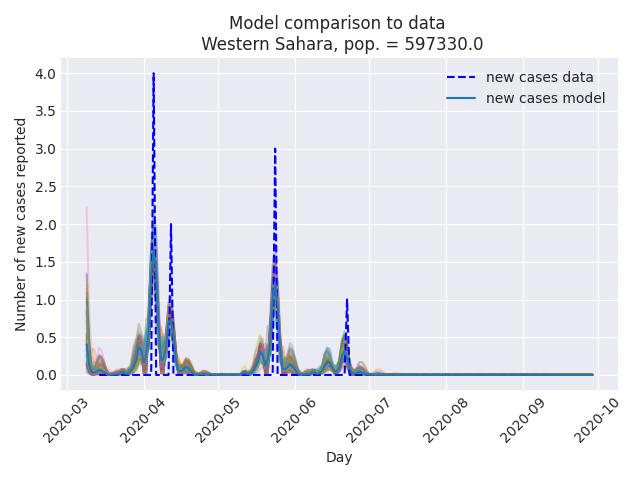 Model comparison to data
Western Sahara, pop. = 597330.0
new cases data
new cases model
Number of new cases reported
4.0
3.5
3.0
2.5
2.0
1.5
1.0
0.5
0.0
2020-03
2020-04
2020-05
2020-06
2020-07
2020-08
2020-09
2020-10
Day